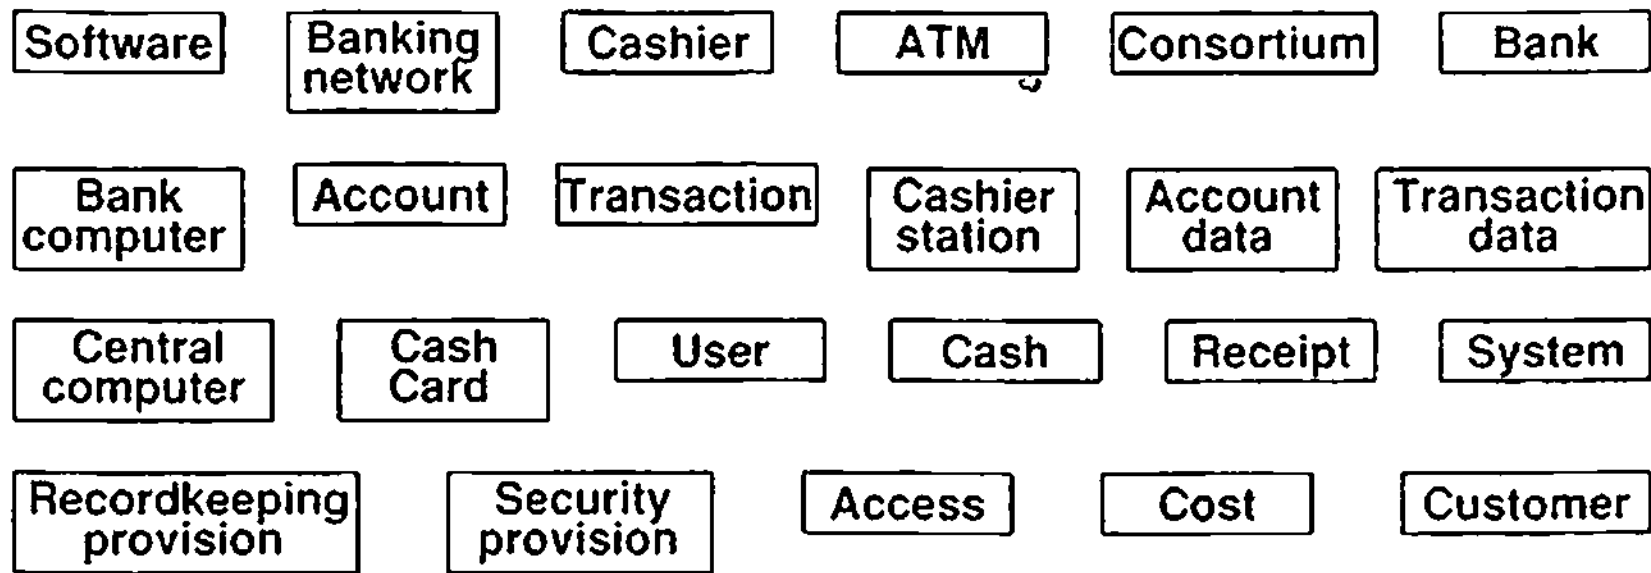 Software
Banking
network
Cashier
ATM
Consortium
Bank
Bank
computer
Account
Transaction
Cashier
station
Account
data
Transaction
data
Central
computer
Cash
Card
User
Cash
Receipt
System
Recordkeeping
provision
Security
provision
Access
Cost
Customer